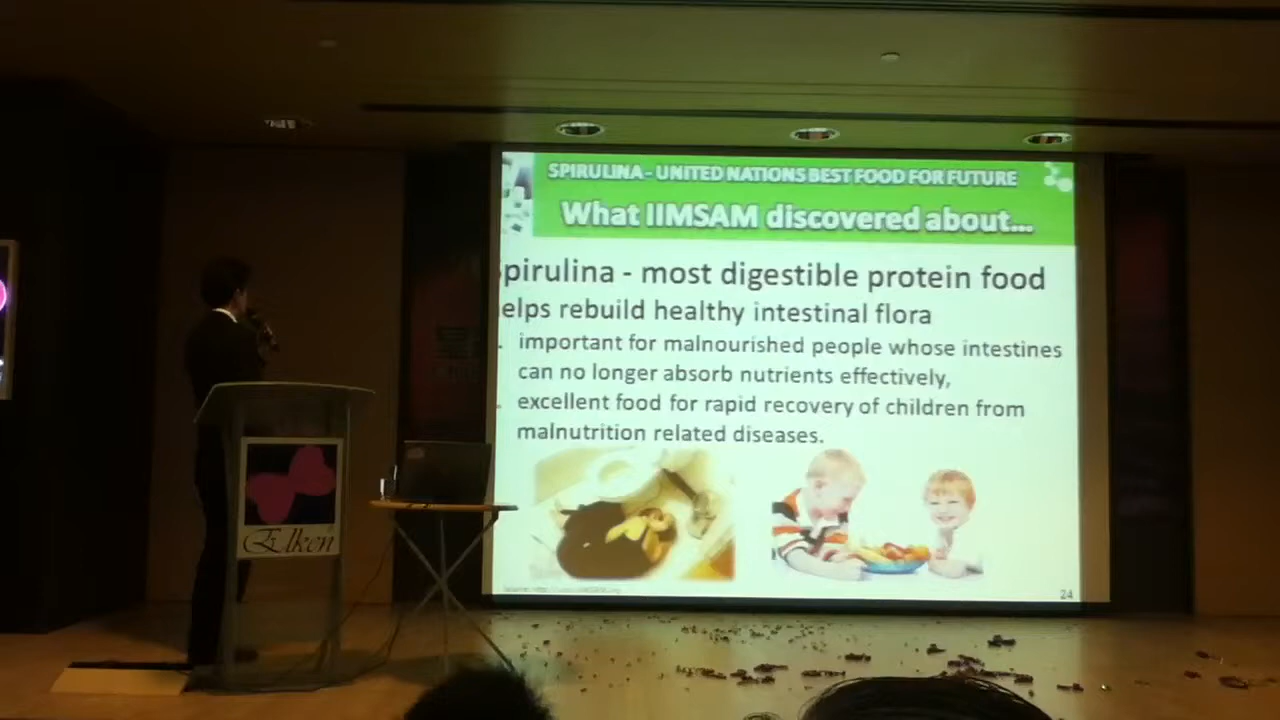 SPIRULINA - UNITED NATIONS BEST FOOD FOR FUTURE
What IIMSAM discovered about...
pirulina - most digestible protein food
elps rebuild healthy intestinal flora
important for malnourished people whose intestines
can no longer absorb nutrients effectively,
excellent food for rapid recovery of children from
malnutrition related diseases.
24
Elken